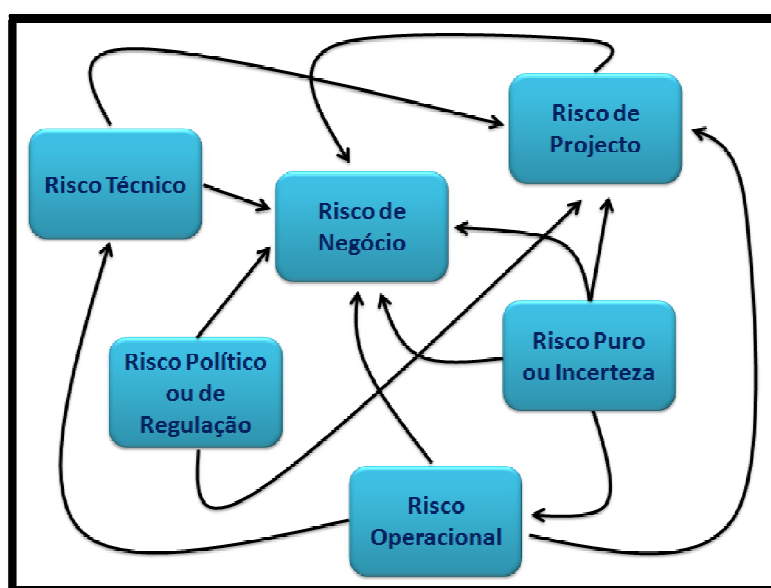 Risco de
Projecto
Risco Técnico
Risco de
Negócio
Risco Puro
ou Incerteza
Risco Político
ou de
Regulação
Risco
Operacional